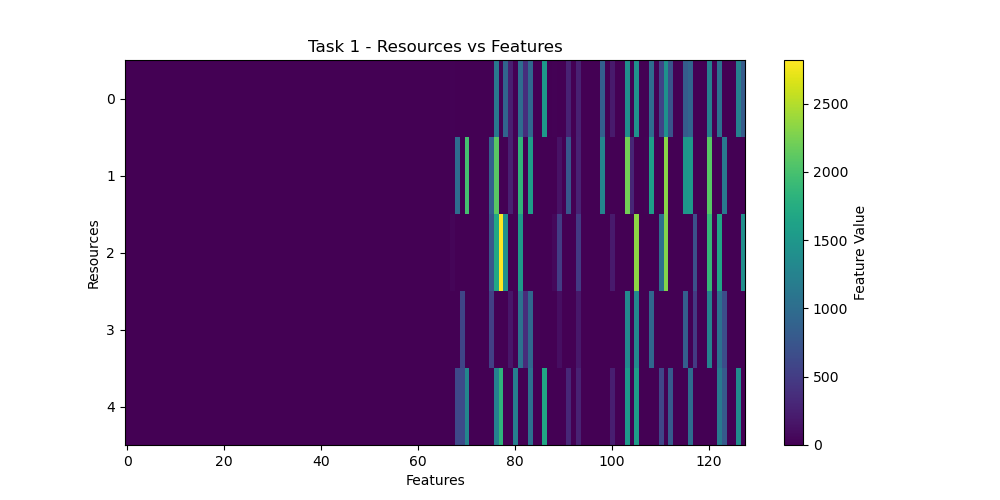 Task 1 - Resources vs Features
Resources
0
1
2
3
4
0 20 40 60 80 100 120
Features
2500
2000
1500
1000
500
0
Feature Value